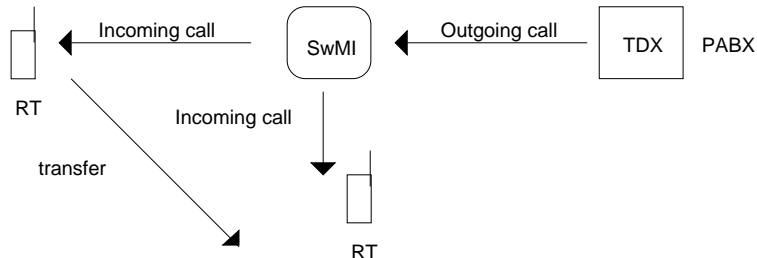 Incoming call
Outgoing call
SwMI
TDX
PABX
RT
Incoming call
transfer
RT